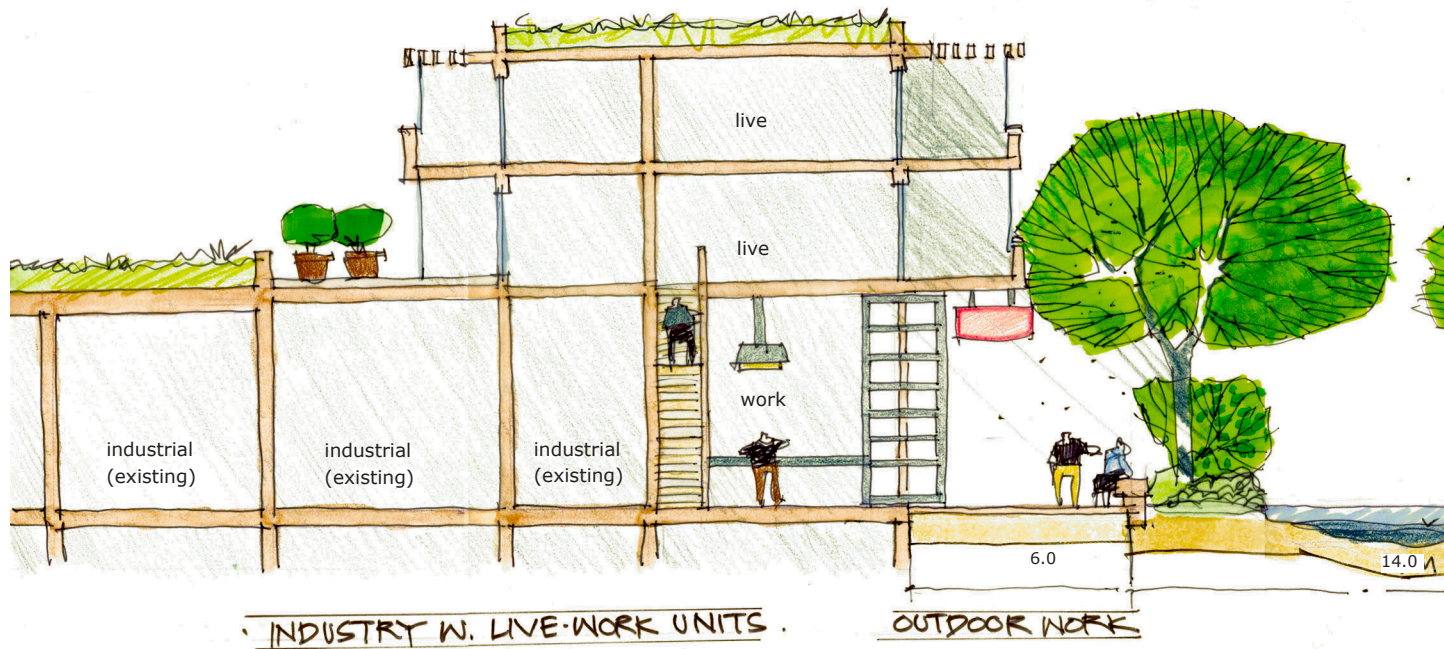 live
live
work
industrial
(existing)
industrial
(existing)
industrial
(existing)
6.0
14.0
. INDUSTRY W. LIVE·WORK UNITS .
OUTDOOR WORK